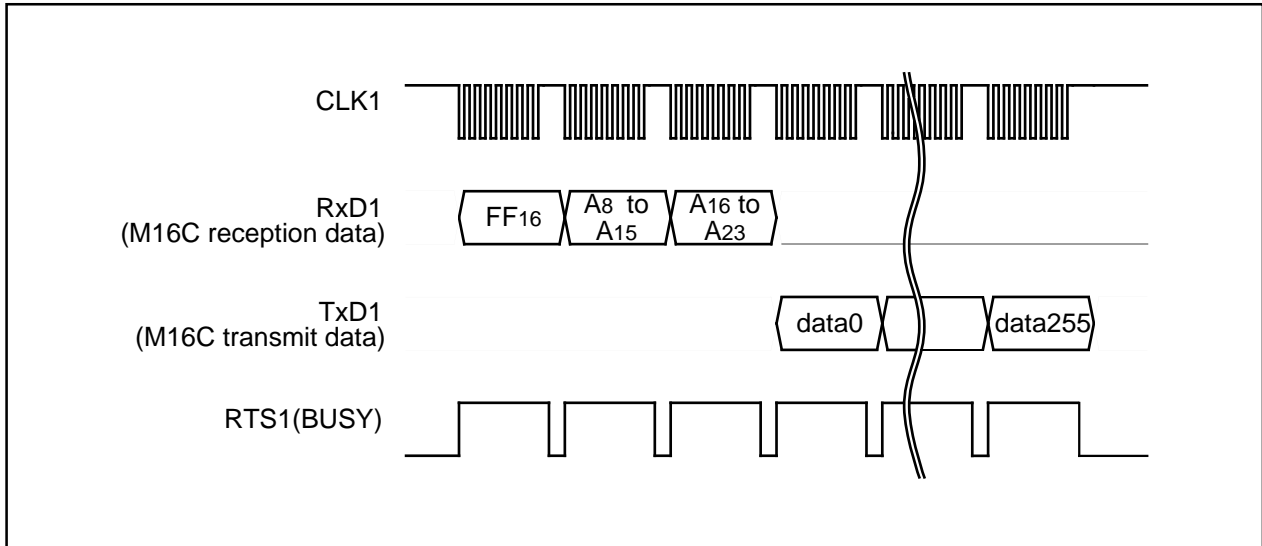 CLK1
RxD1
(M16C reception data)
FF16
A8 to
A15
A16 to
A23
TxD1
(M16C transmit data)
data0
data255
RTS1(BUSY)